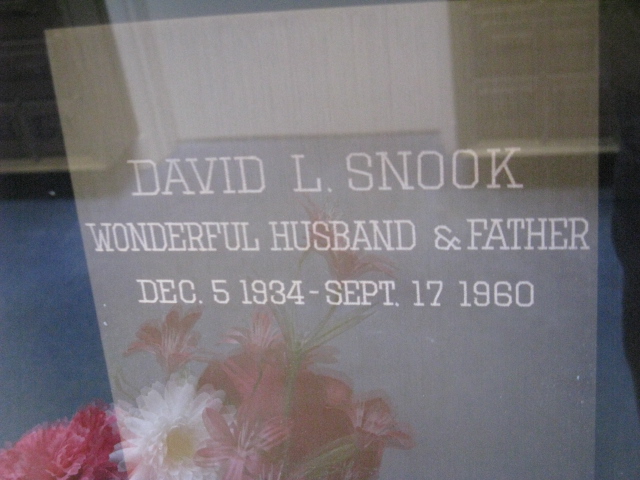 DAVID L. SNOOK
WONDERFUL HUSBAND & FATHER
DEC. 5 1934-SEPT. 17 1960